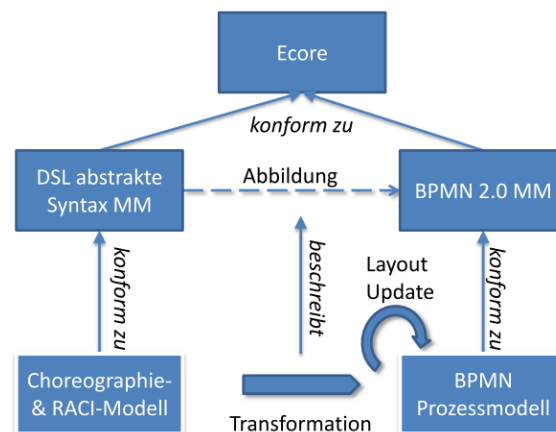 Ecore
konform zu
DSL abstrakte
Syntax MM
Abbildung
BPMN 2.0 MM
konform zu
beschreibt
Layout
Update
konform zu
Choreographie-
& RACI-Modell
Transformation
BPMN
Prozessmodell